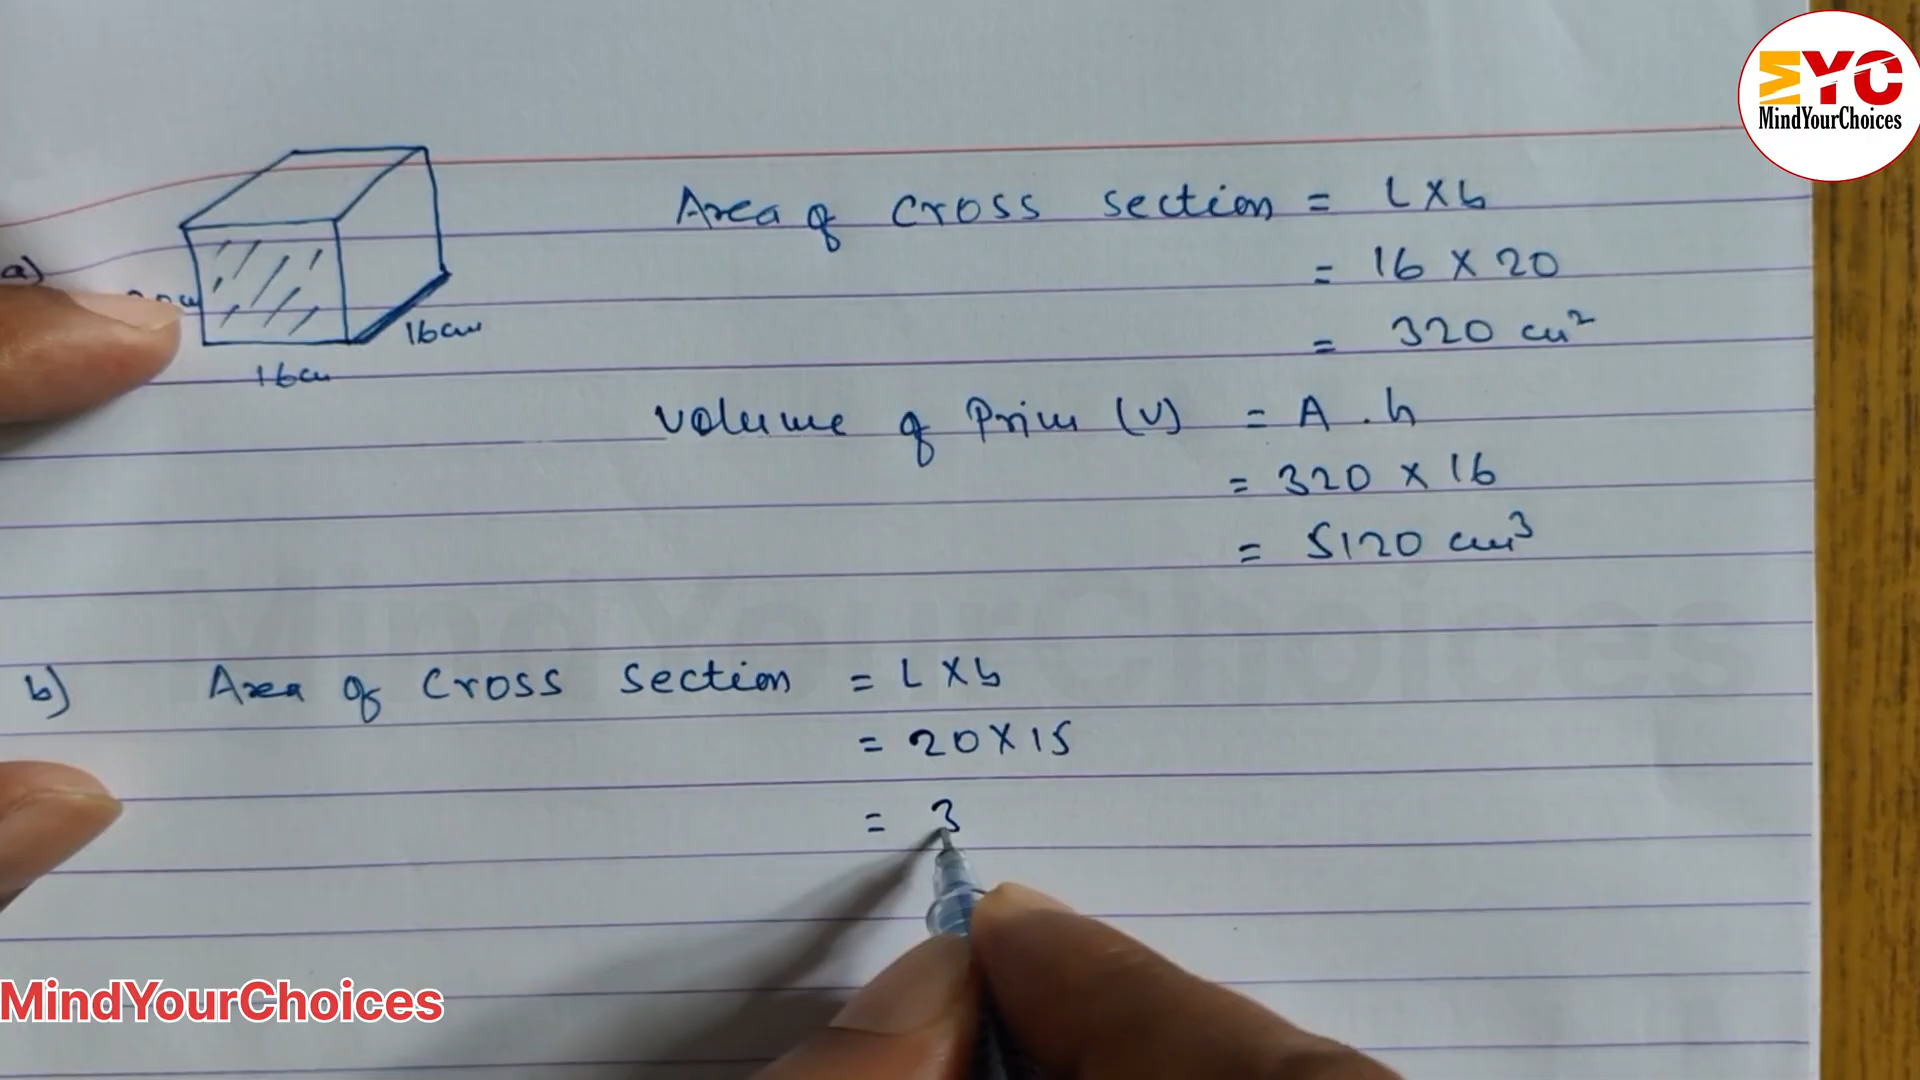 MYC
MindYourChoices
a)
16cm
16cm
Area of cross section = L x b
= 16 x 20
= 320 cm²
Volume of Prism (V) = A . h
= 320 x 16
= 5120 cm³
MindYourChoices
b) Area of cross section = L x b
= 20 x 15
= 3
MindYourChoices